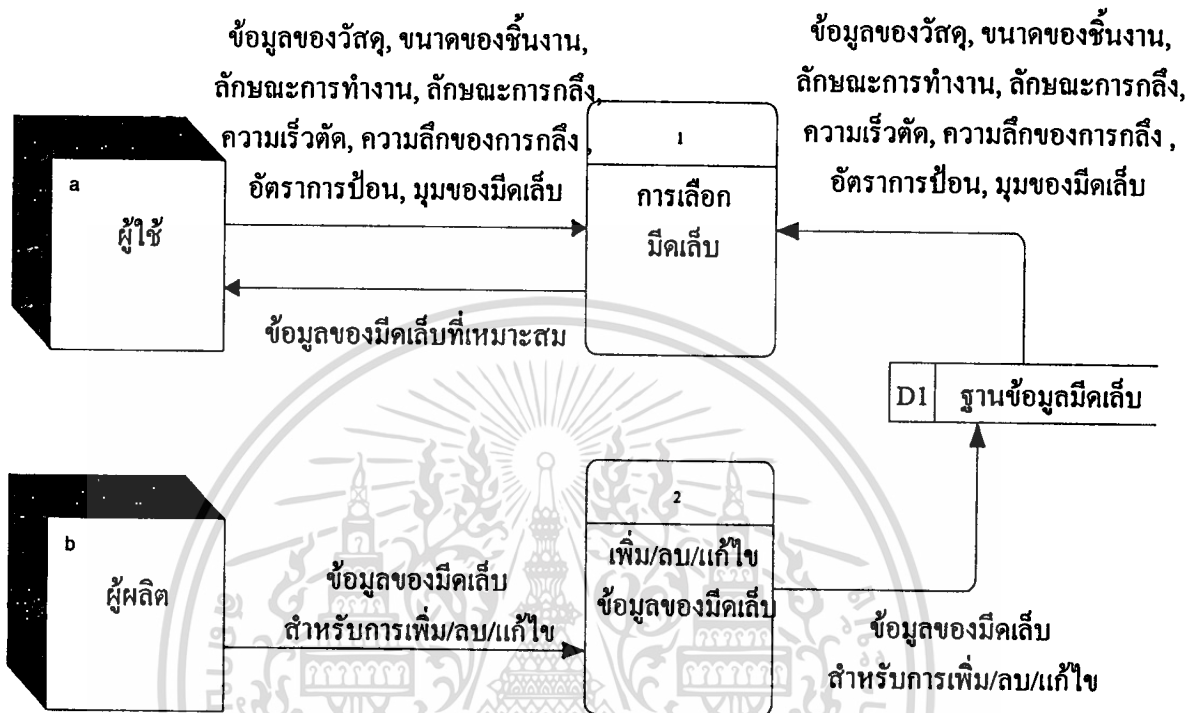 ข้อมูลของวัสดุ, ขนาดของชิ้นงาน,
ลักษณะการทำงาน, ลักษณะการกลึง,
ความเร็วตัด, ความลึกของการกลึง ,
อัตราการป้อน, มุมของมีดเล็บ
ข้อมูลของวัสดุ, ขนาดของชิ้นงาน,
ลักษณะการทำงาน, ลักษณะการกลึง,
ความเร็วตัด, ความลึกของการกลึง ,
อัตราการป้อน, มุมของมีดเล็บ
a
ผู้ใช้
1
การเลือก
มีดเล็บ
ข้อมูลของมีดเล็บที่เหมาะสม
D1 ฐานข้อมูลมีดเล็บ
b
ผู้ผลิต
ข้อมูลของมีดเล็บ
สำหรับการเพิ่ม/ลบ/แก้ไข
2
เพิ่ม/ลบ/แก้ไข
ข้อมูลของมีดเล็บ
ข้อมูลของมีดเล็บ
สำหรับการเพิ่ม/ลบ/แก้ไข